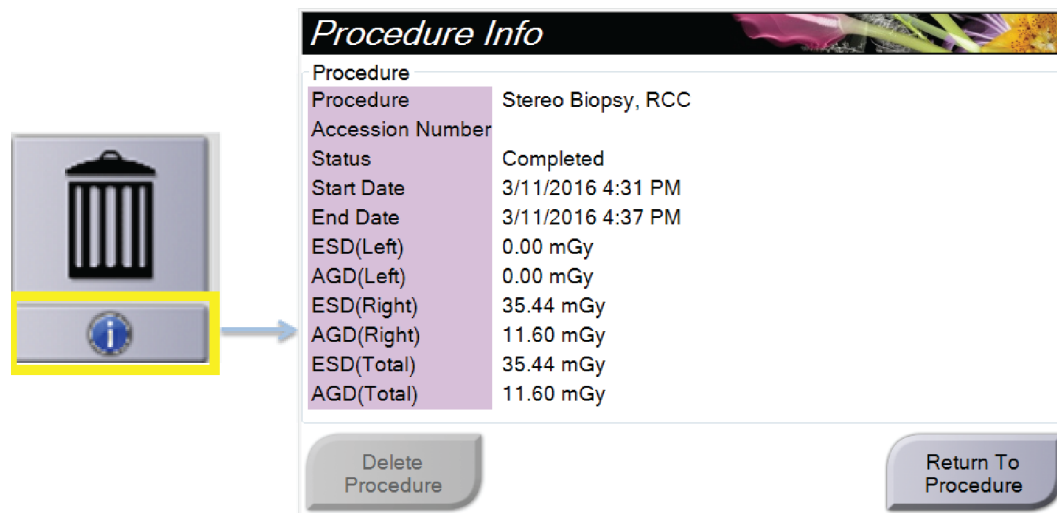 Procedure Info
Procedure
Procedure Stereo Biopsy, RCC
Accession Number
Status Completed
Start Date 3/11/2016 4:31 PM
End Date 3/11/2016 4:37 PM
ESD(Left) 0.00 mGy
AGD(Left) 0.00 mGy
ESD(Right) 35.44 mGy
AGD(Right) 11.60 mGy
ESD(Total) 35.44 mGy
AGD(Total) 11.60 mGy
Delete
Procedure
Return To
Procedure